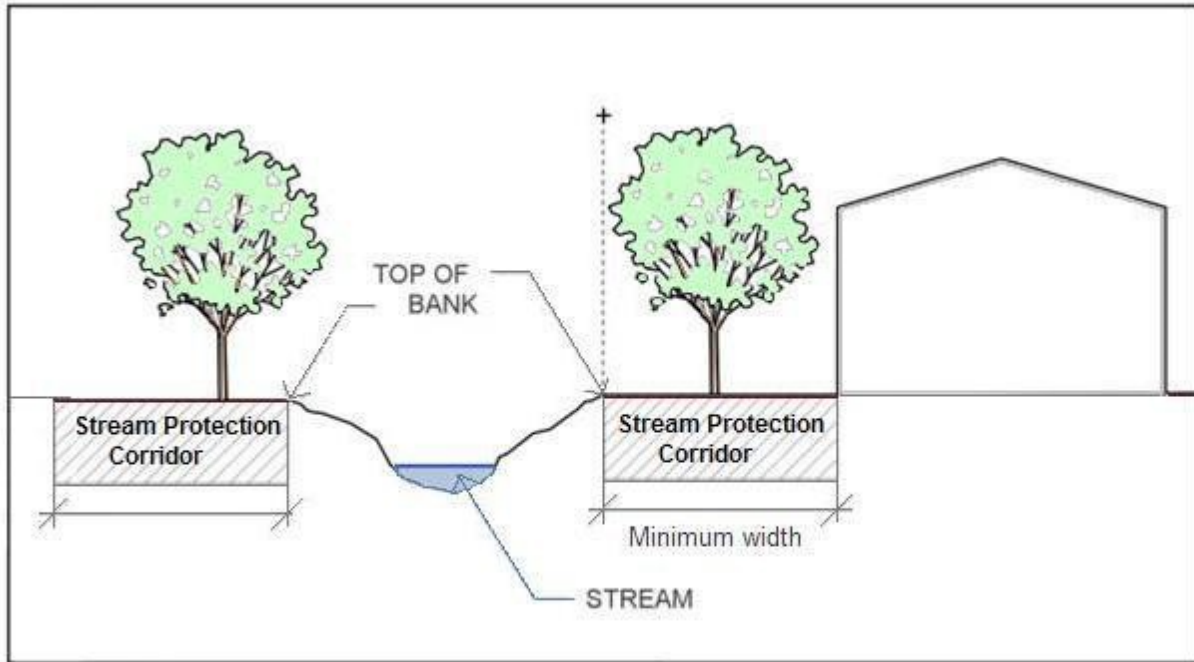 TOP OF
BANK
Stream Protection
Corridor
Stream Protection
Corridor
Minimum width
STREAM